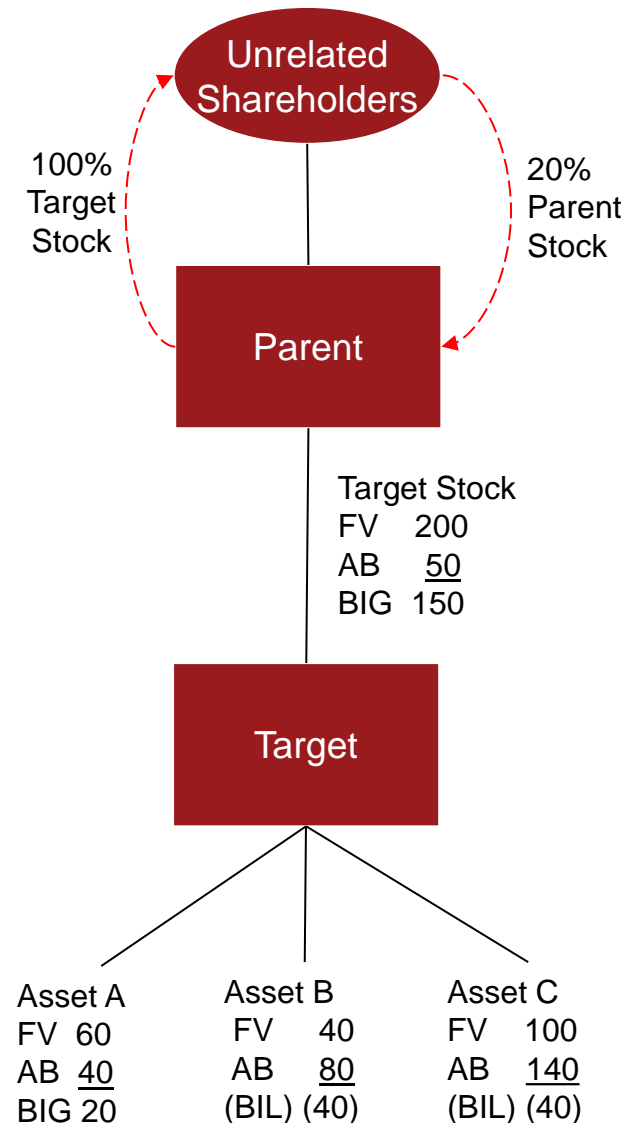 Unrelated
Shareholders
100%
Target
Stock
20%
Parent
Stock
Parent
Target Stock
FV 200
AB 50
BIG 150
Target
Asset A
FV 60
AB 40
BIG 20
Asset B
FV 40
AB 80
(BIL) (40)
Asset C
FV 100
AB 140
(BIL) (40)